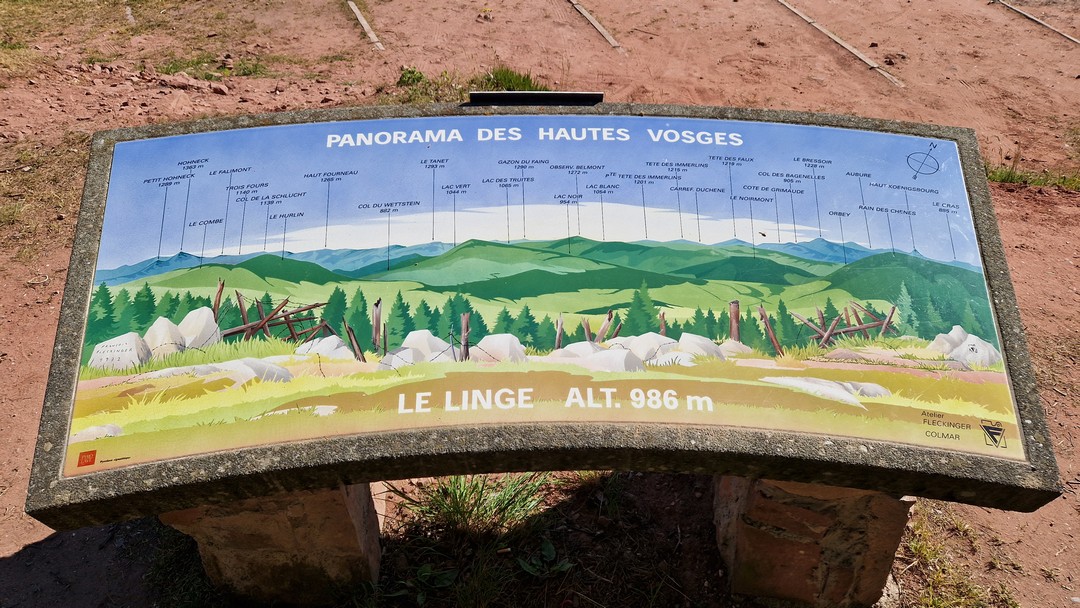 PANORAMA DES HAUTES VOSGES
HOHNECK
1363 m
PETIT HOHNECK
1289 m
LE FALIMONT
TROIS FOURS
1140 m
COL DE LA SCHLUCHT
1139 m
LE COMBE
LE HURLIN
HAUT FOURNEAU
1265 m
COL DU WETTSTEIN
882 m
LE TANET
1293 m
LAC VERT
1044 m
GAZON DU FAING
LAC DES TRUITES
1065 m
OBSERV. BELMONT
1272 m
LAC NOIR
954 m
LAC BLANC
1054 m
PTE TETE DES IMMERLINS
1201 m
TETE DES IMMERLINS
1216 m
CARREF. DUCHENE
TETE DES FAUX
1219 m
LE NOIRMONT
COTE DE GRIMAUDE
COL DES BAGENELLES
905 m
LE BRESSOIR
1228 m
ORBEY
AUBURE
RAIN DES CHENES
HAUT KOENIGSBOURG
LE CRAS
985 m
N
FLECKINGER
LE LINGE ALT. 986 m
Atelier
FLECKINGER
COLMAR